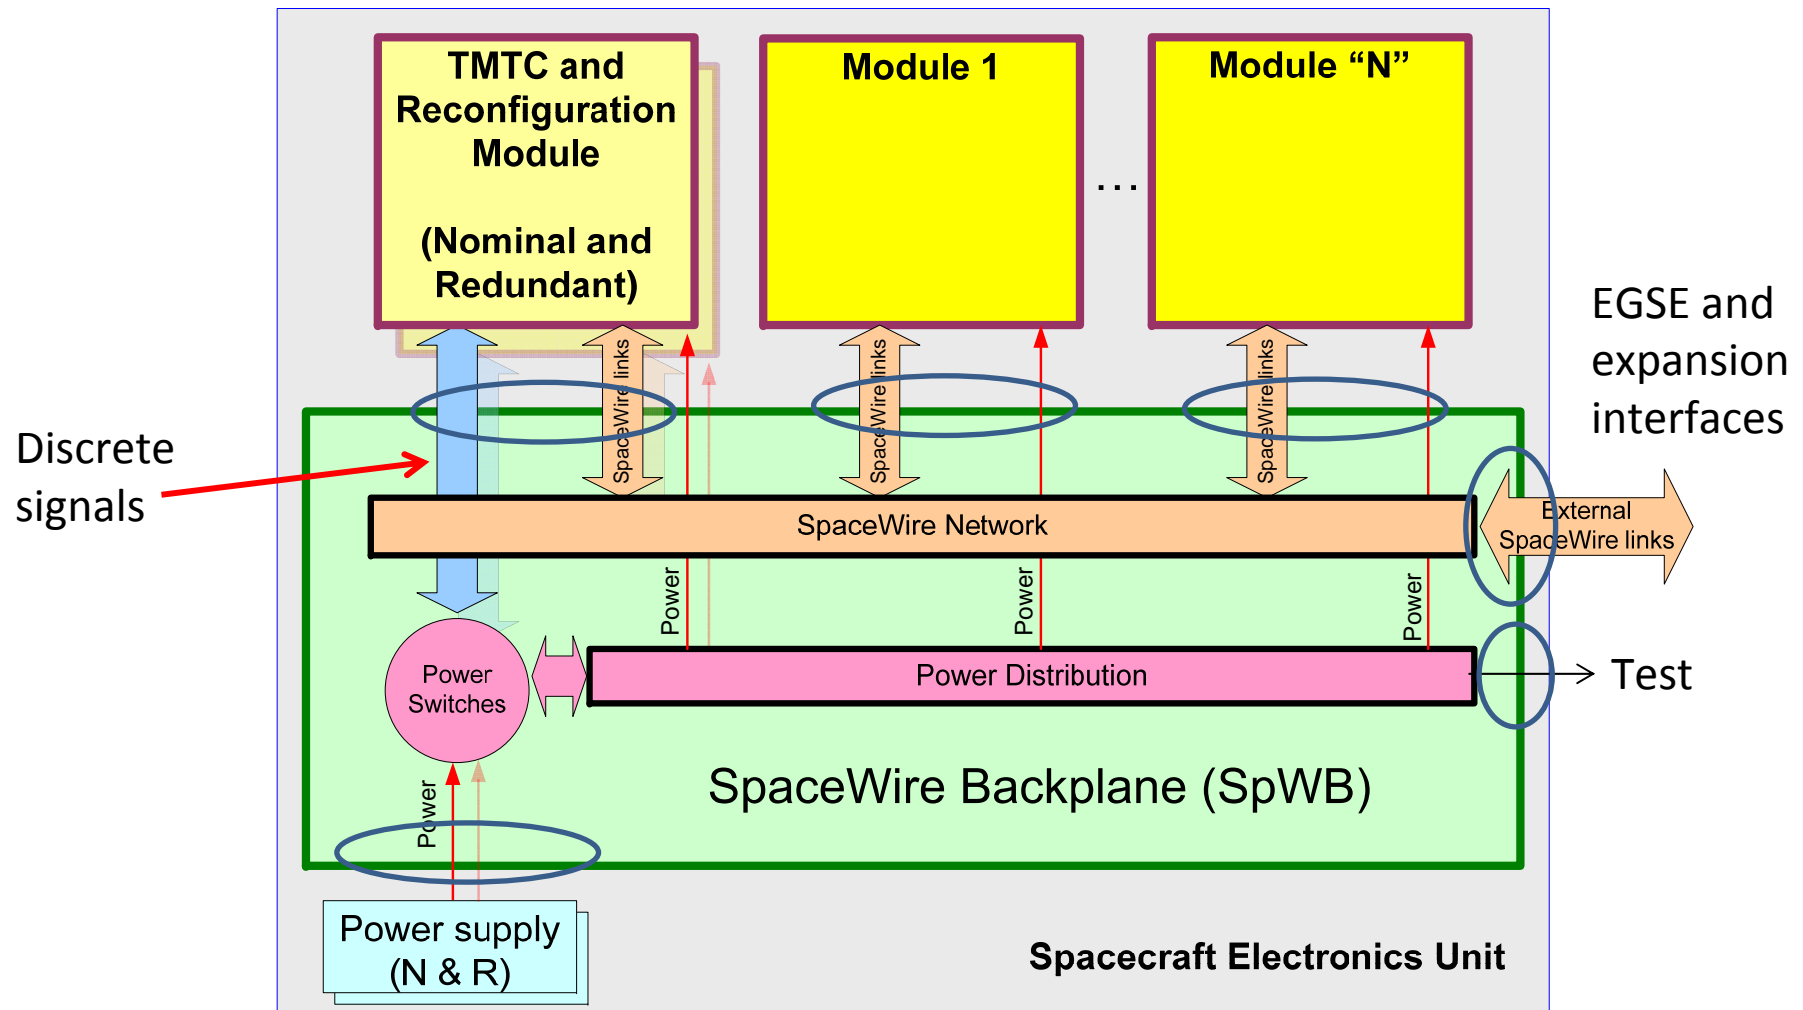 TMTC and
Reconfiguration
Module
(Nominal and
Redundant)
Module 1
...
Module “N”
EGSE and
expansion
interfaces
Discrete
signals
SpaceWire links
SpaceWire links
SpaceWire links
SpaceWire Network
External
SpaceWire links
Power
Power
Power
Power
Switches
Power Distribution
Test
SpaceWire Backplane (SpWB)
Power
Power supply
(N & R)
Spacecraft Electronics Unit